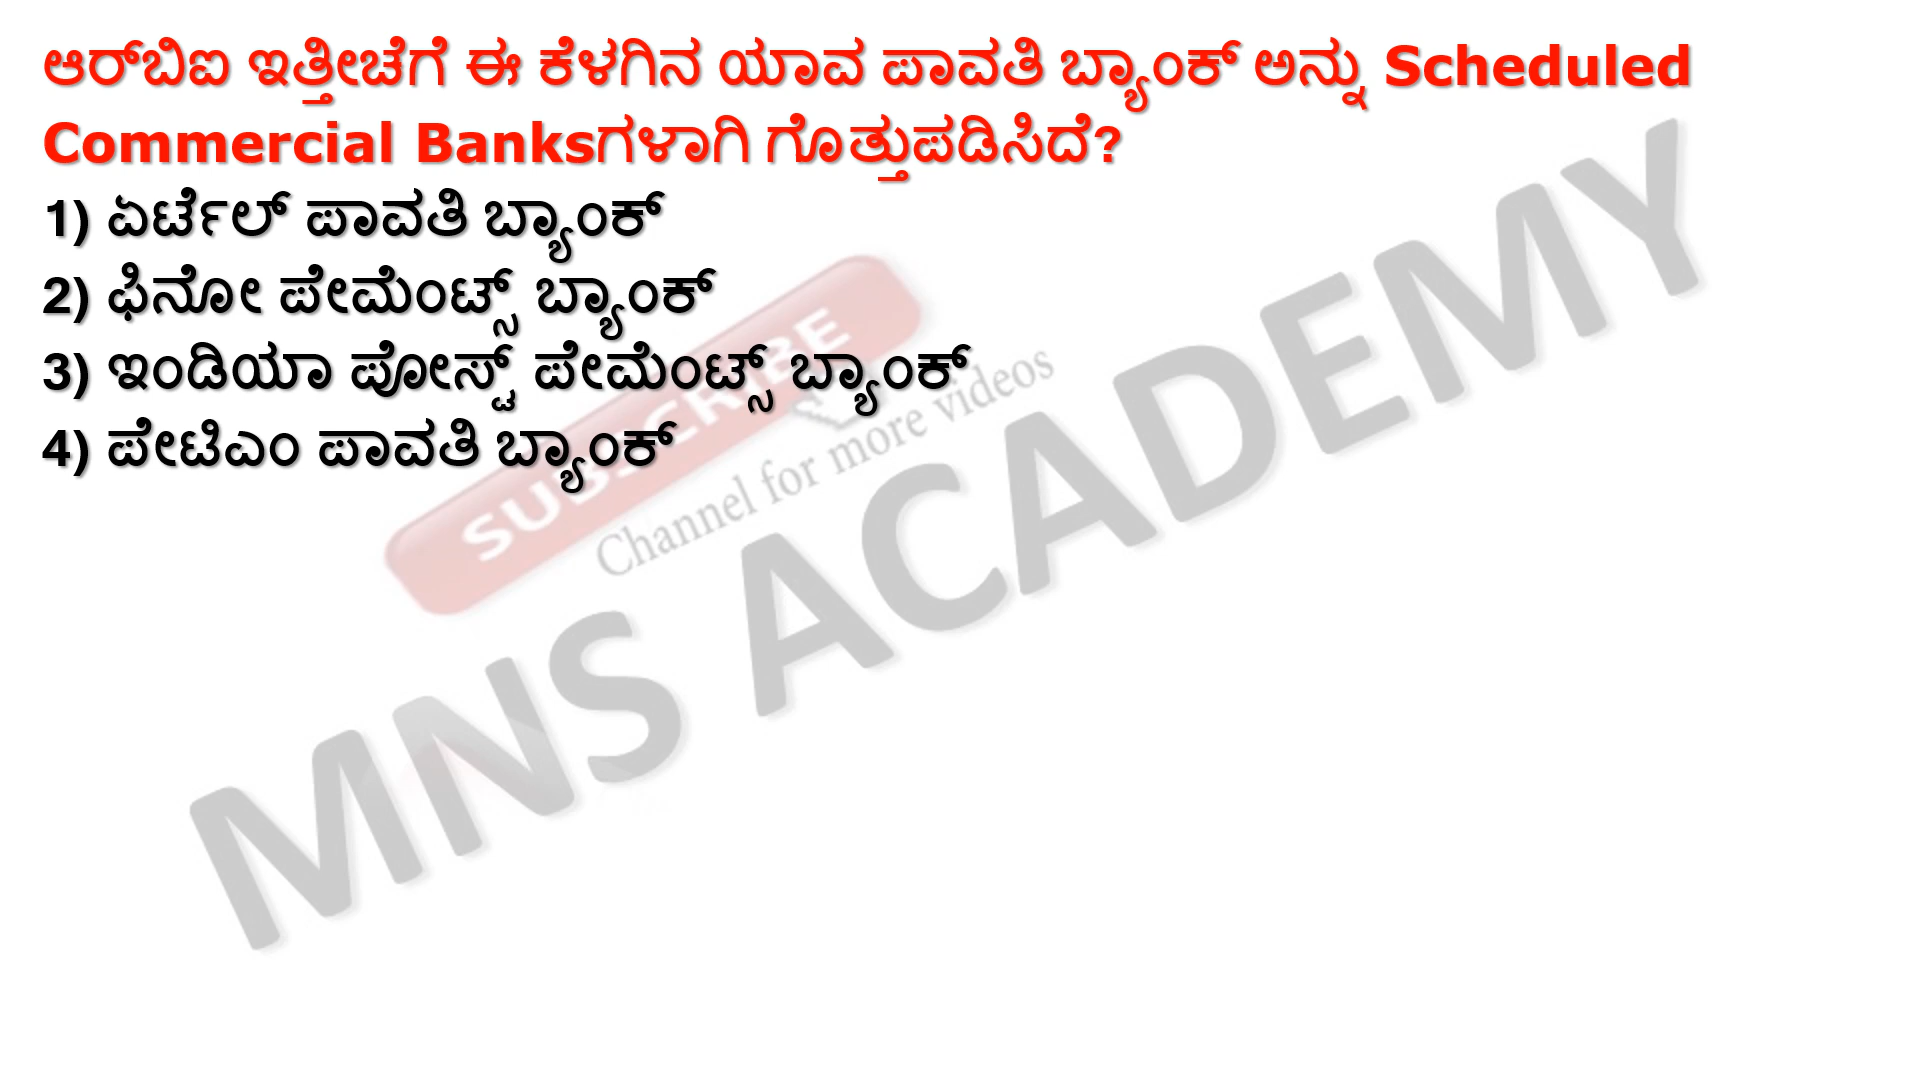 ಆರ್‌ಬಿಐ ಇತ್ತೀಚೆಗೆ ಈ ಕೆಳಗಿನ ಯಾವ ಪಾವತಿ ಬ್ಯಾಂಕ್ ಅನ್ನು Scheduled
Commercial Banksಗಳಾಗಿ ಗೊತ್ತುಪಡಿಸಿದೆ?
1) ಏರ್ಟೆಲ್ ಪಾವತಿ ಬ್ಯಾಂಕ್
2) ಫಿನೋ ಪೇಮೆಂಟ್ಸ್ ಬ್ಯಾಂಕ್
3) ಇಂಡಿಯಾ ಪೋಸ್ಟ್ ಪೇಮೆಂಟ್ಸ್ ಬ್ಯಾಂಕ್
4) ಪೇಟಿಎಂ ಪಾವತಿ ಬ್ಯಾಂಕ್
SUBSCRIBE
Channel for more videos
MNS ACADEMY